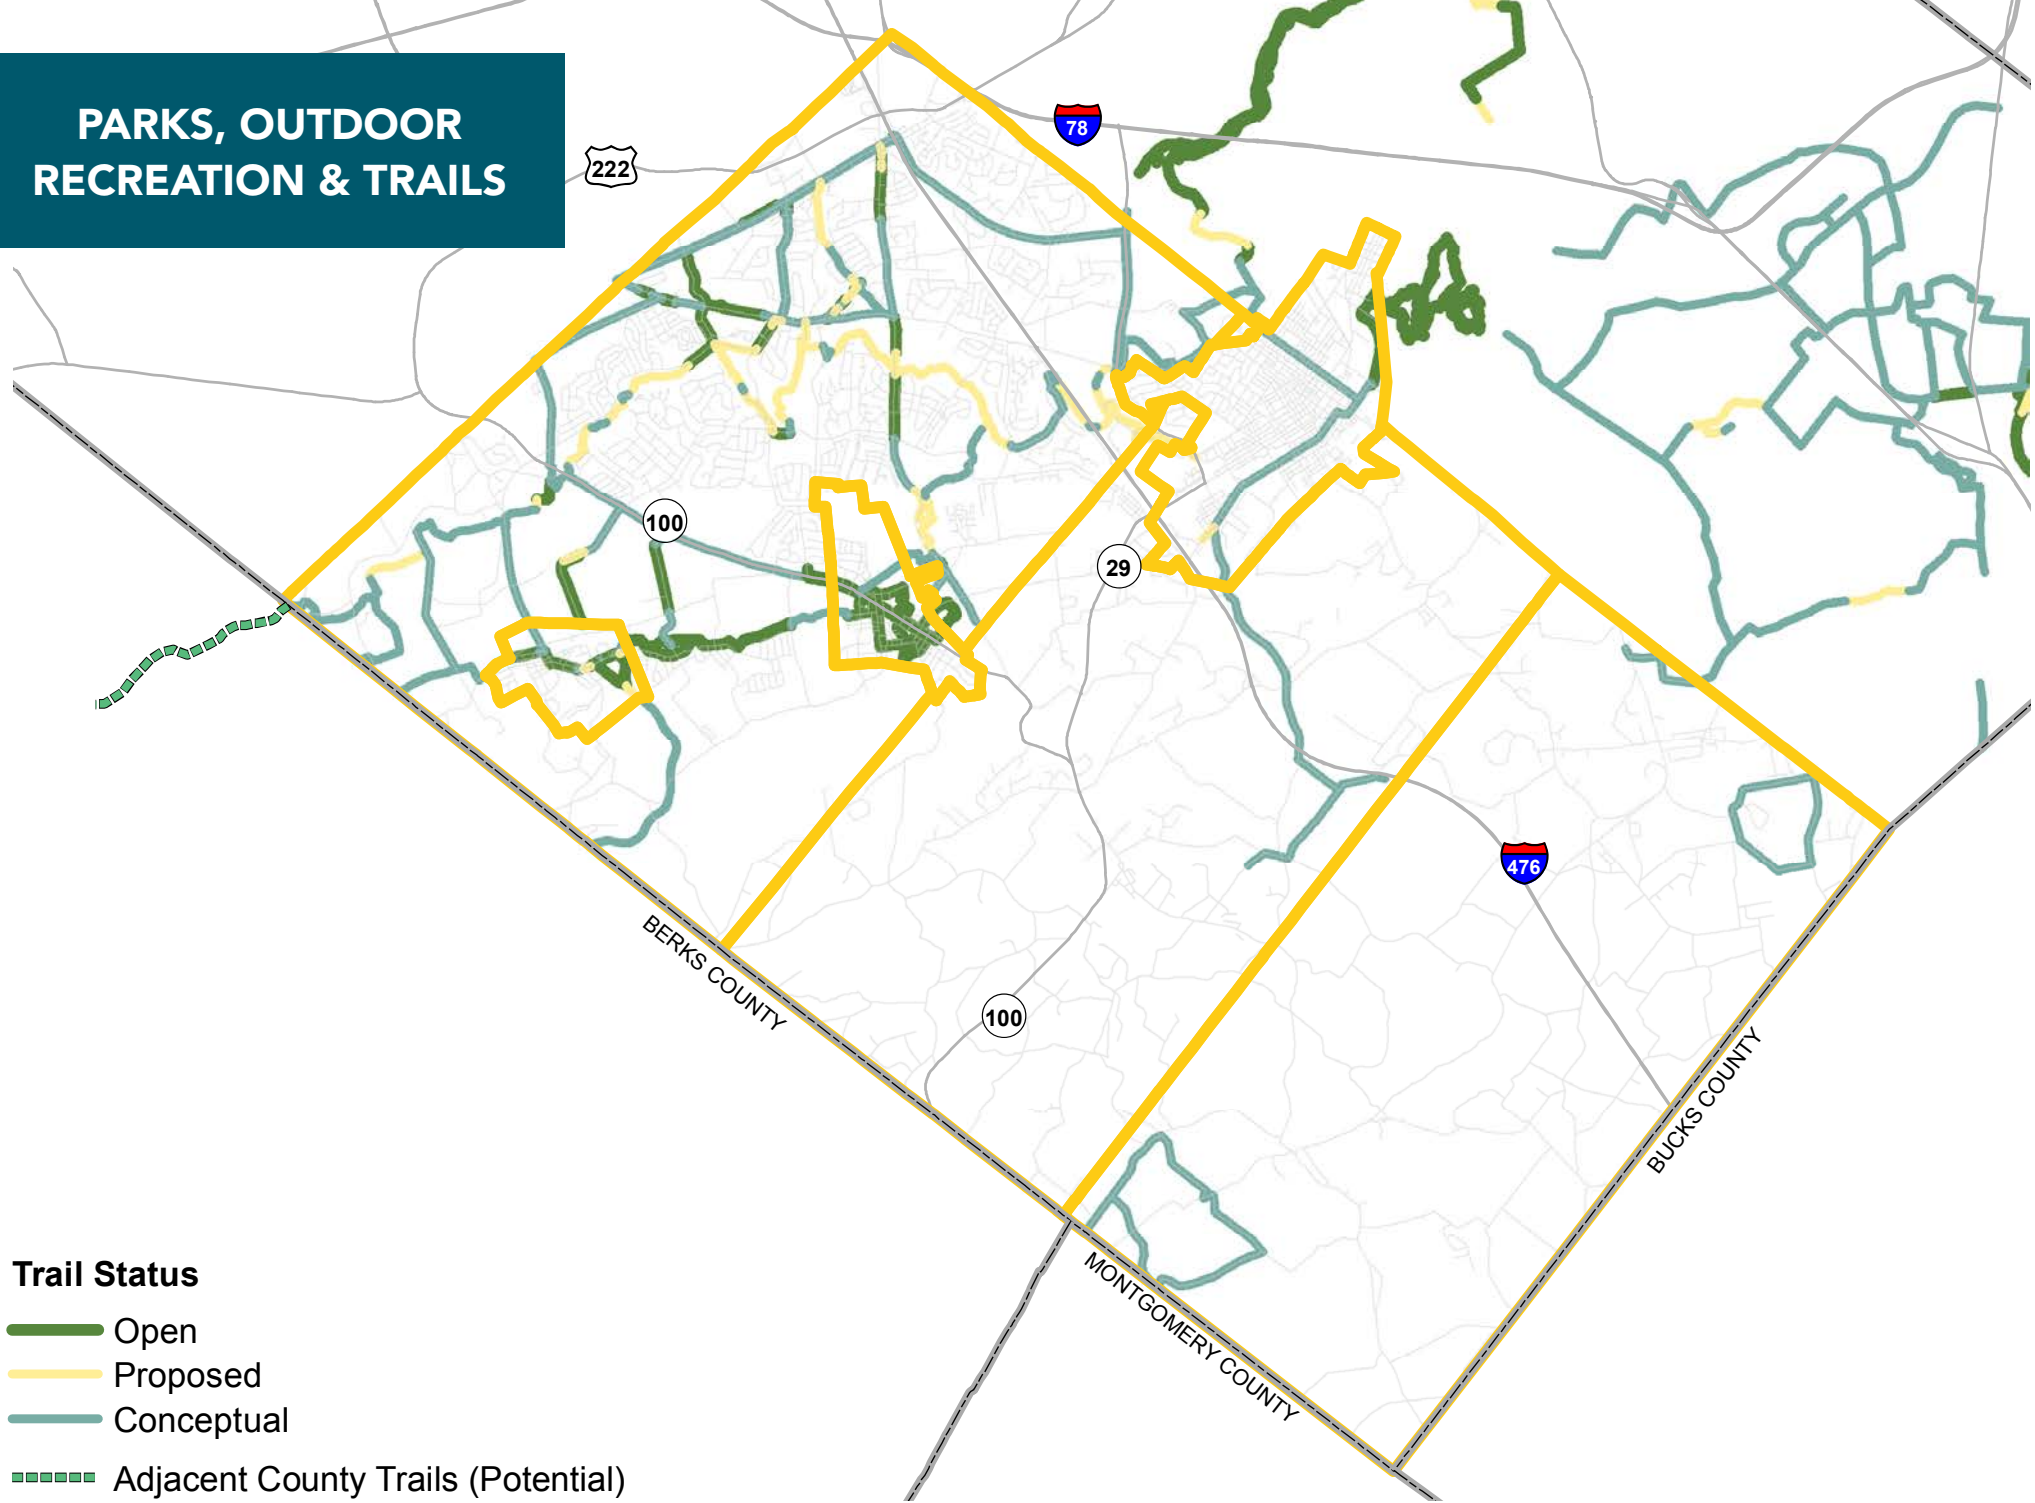 PARKS, OUTDOOR
RECREATION & TRAILS
78
222
100
29
476
BERKS COUNTY
100
BUCKS COUNTY
MONTGOMERY COUNTY
Trail Status
Open
Proposed
Conceptual
Adjacent County Trails (Potential)